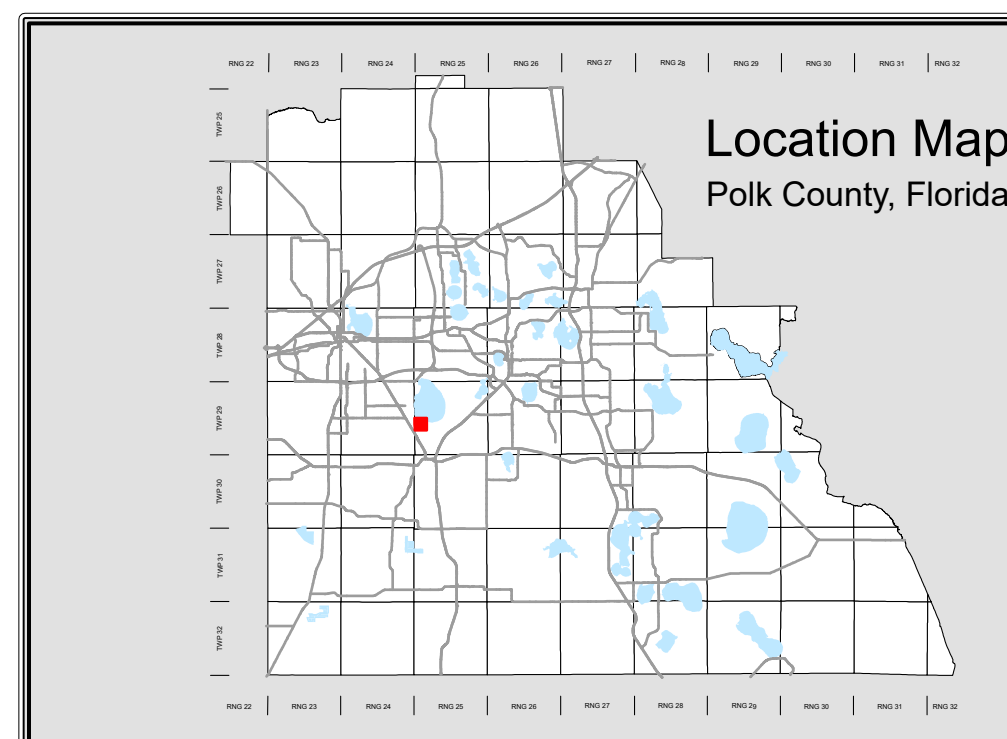 RNG 22 RNG 23 RNG 24 RNG 25 RNG 26 RNG 27 RNG 28 RNG 29 RNG 30 RNG 31 RNG 32
Location Map
Polk County, Florida
TWP 25
TWP 26
TWP 27
TWP 28
TWP 29
TWP 30
TWP 31
TWP 32
RNG 22 RNG 23 RNG 24 RNG 25 RNG 26 RNG 27 RNG 28 RNG 29 RNG 30 RNG 31 RNG 32